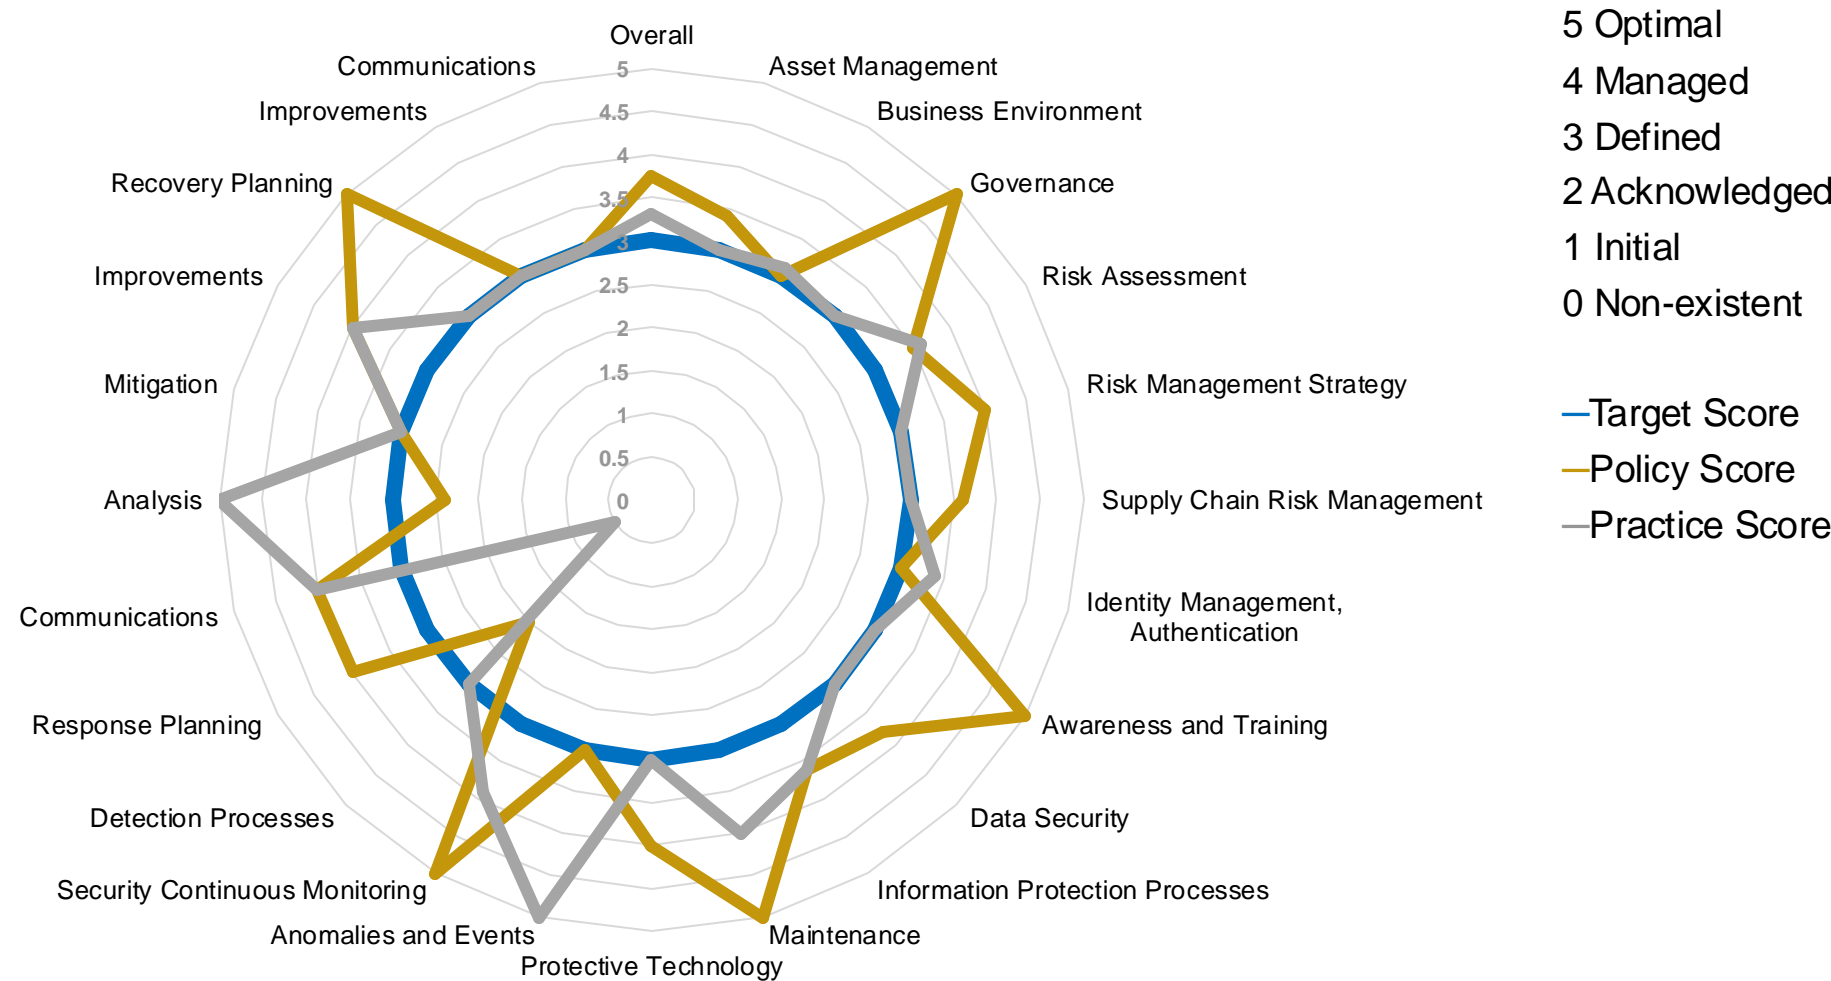 Overall
Asset Management
Business Environment
Governance
Risk Assessment
Risk Management Strategy
Supply Chain Risk Management
Identity Management,
Authentication
Awareness and Training
Data Security
Information Protection Processes
Maintenance
Protective Technology
Anomalies and Events
Security Continuous Monitoring
Detection Processes
Response Planning
Communications
Analysis
Mitigation
Improvements
Recovery Planning
Improvements
Communications
5
4.5
4
3.5
3
2.5
2
1.5
1
0.5
0
5 Optimal
4 Managed
3 Defined
2 Acknowledged
1 Initial
0 Non-existent
Target Score
Policy Score
Practice Score